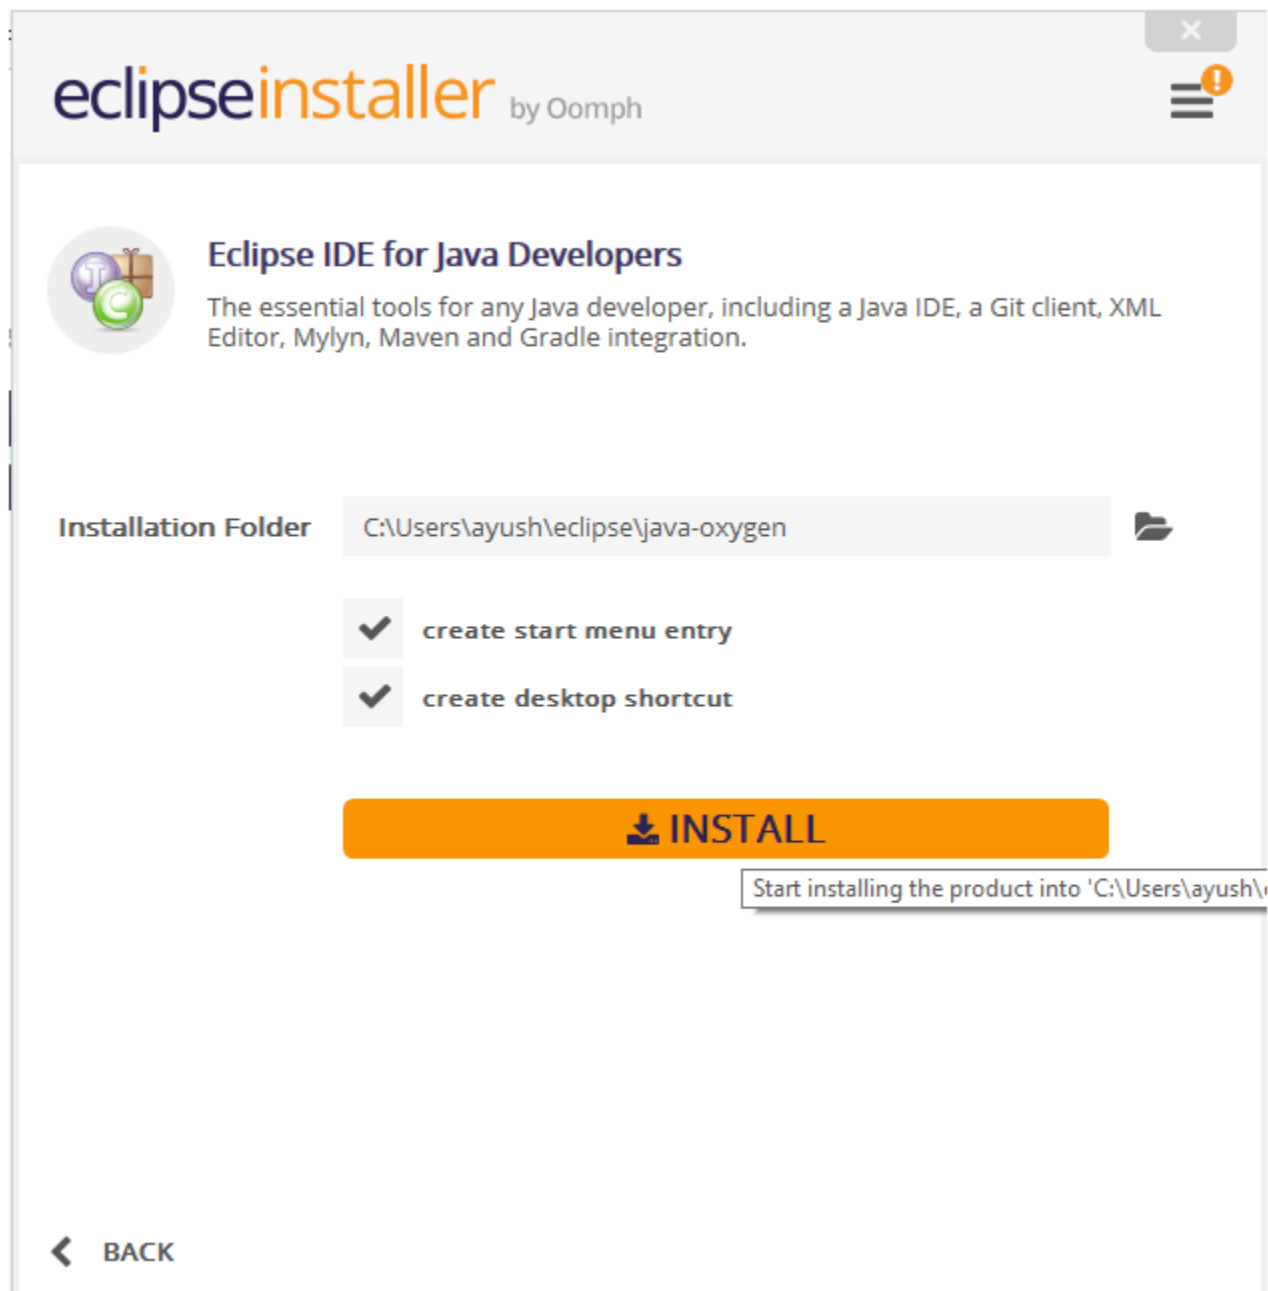 eclipseinstaller by Oomph
Eclipse IDE for Java Developers
The essential tools for any Java developer, including a Java IDE, a Git client, XML
Editor, Mylyn, Maven and Gradle integration.
Installation Folder C:\Users\ayush\eclipse\java-oxygen
create start menu entry
create desktop shortcut
INSTALL
Start installing the product into 'C:\Users\ayush\
BACK